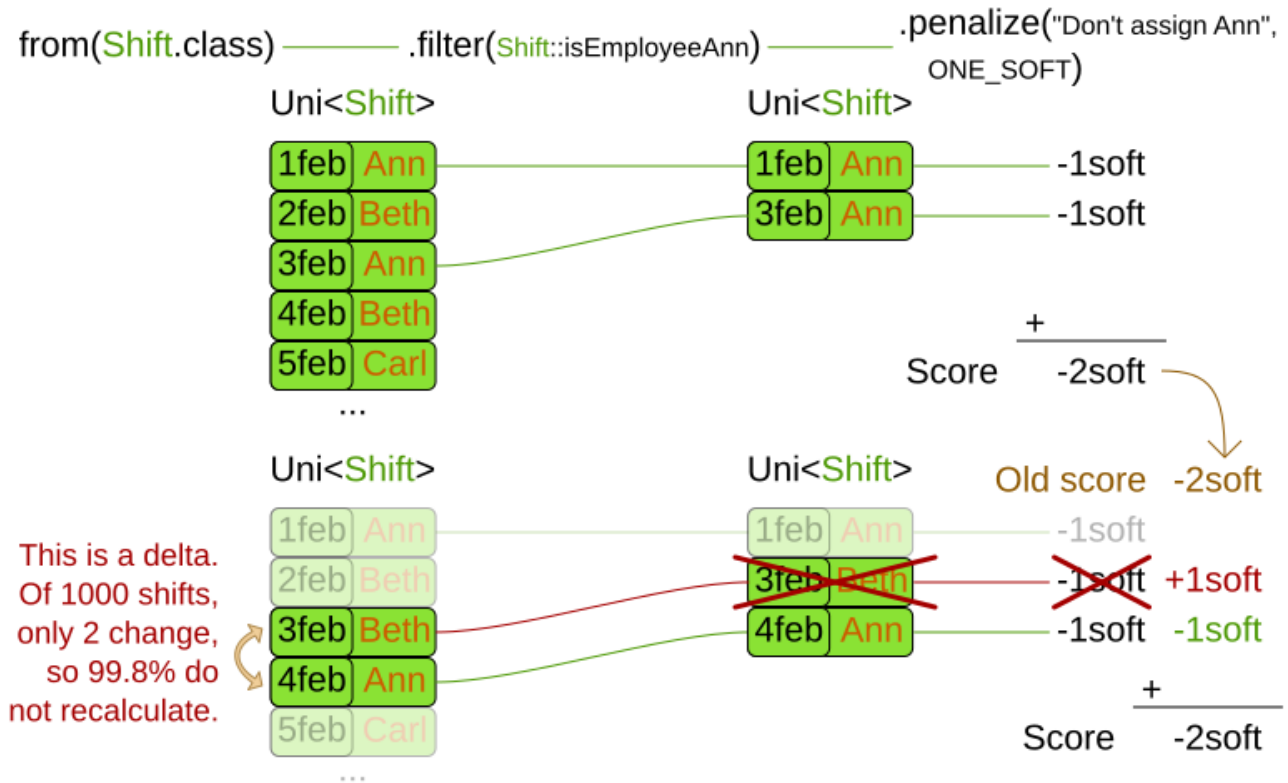 from(Shift.class) .filter(Shift::isEmployeeAnn) .penalize("Don't assign Ann",
ONE_SOFT)
Uni<Shift> Uni<Shift>
1feb Ann 1feb Ann -1soft
2feb Beth 3feb Ann -1soft
3feb Ann
4feb Beth
5feb Carl
...
+
Score -2soft
Uni<Shift> Uni<Shift>
Old score -2soft
1feb Ann 1feb Ann -1soft
2feb Beth 3feb Beth -1soft +1soft
3feb Beth 4feb Ann -1soft -1soft
4feb Ann
5feb Carl
...
This is a delta.
Of 1000 shifts,
only 2 change,
so 99.8% do
not recalculate.
+
Score -2soft